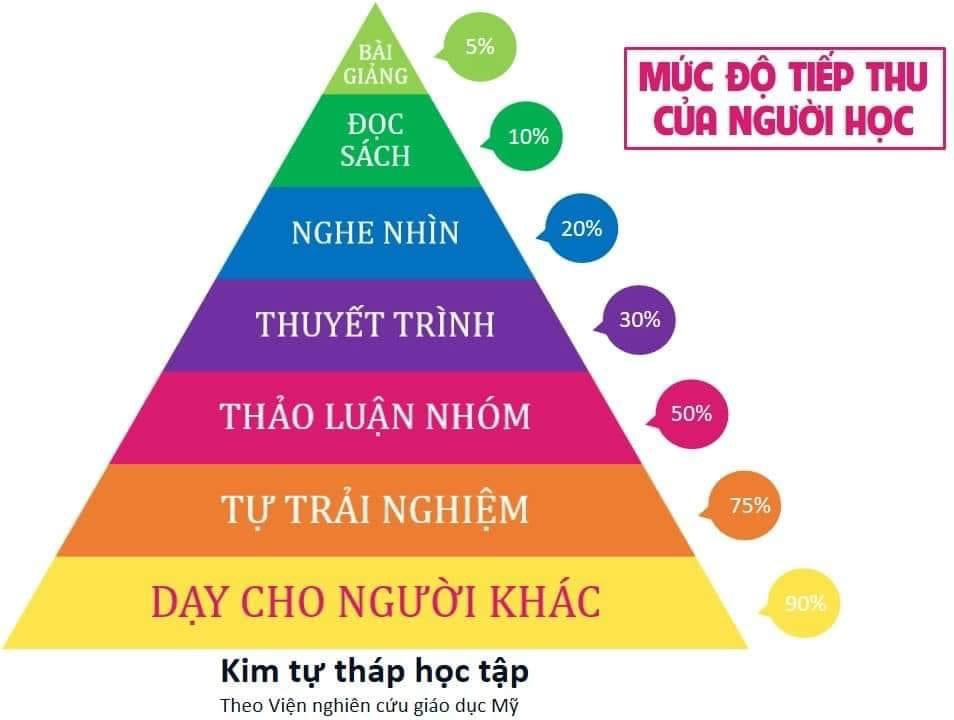 MỨC ĐỘ TIẾP THU
CỦA NGƯỜI HỌC
BÀI
GIẢNG
5%
ĐỌC
SÁCH
10%
NGHE NHÌN
20%
THUYẾT TRÌNH
30%
THẢO LUẬN NHÓM
50%
TỰ TRẢI NGHIỆM
75%
DẠY CHO NGƯỜI KHÁC
90%
Kim tự tháp học tập
Theo Viện nghiên cứu giáo dục Mỹ